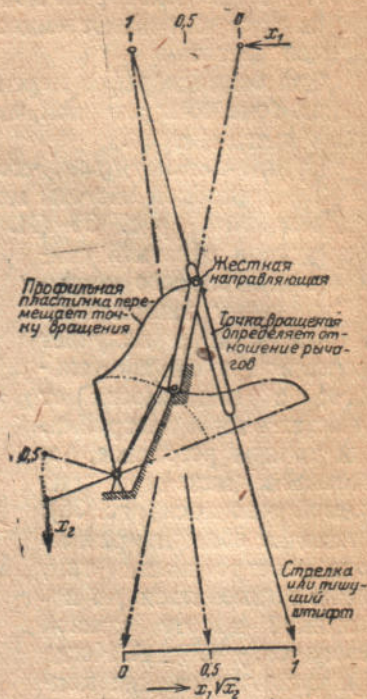 1 0,5 0
x₁
Жесткая
направляющая
Профильная
пластинка пере-
мещает точ-
ку вращения
Точка вращения
определяет от-
ношение рыча-
гов
0,5
x₂
Стрелка
или пишу-
щий
штифт
0 0,5 1
x₁√x₂